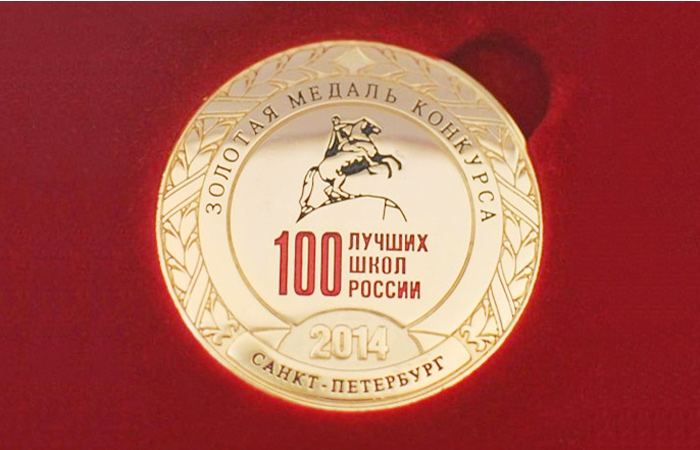 ЗОЛОТАЯ МЕДАЛЬ КОНКУРСА
100 ЛУЧШИХ
ШКОЛ
РОССИИ
2014
САНКТ-ПЕТЕРБУРГ